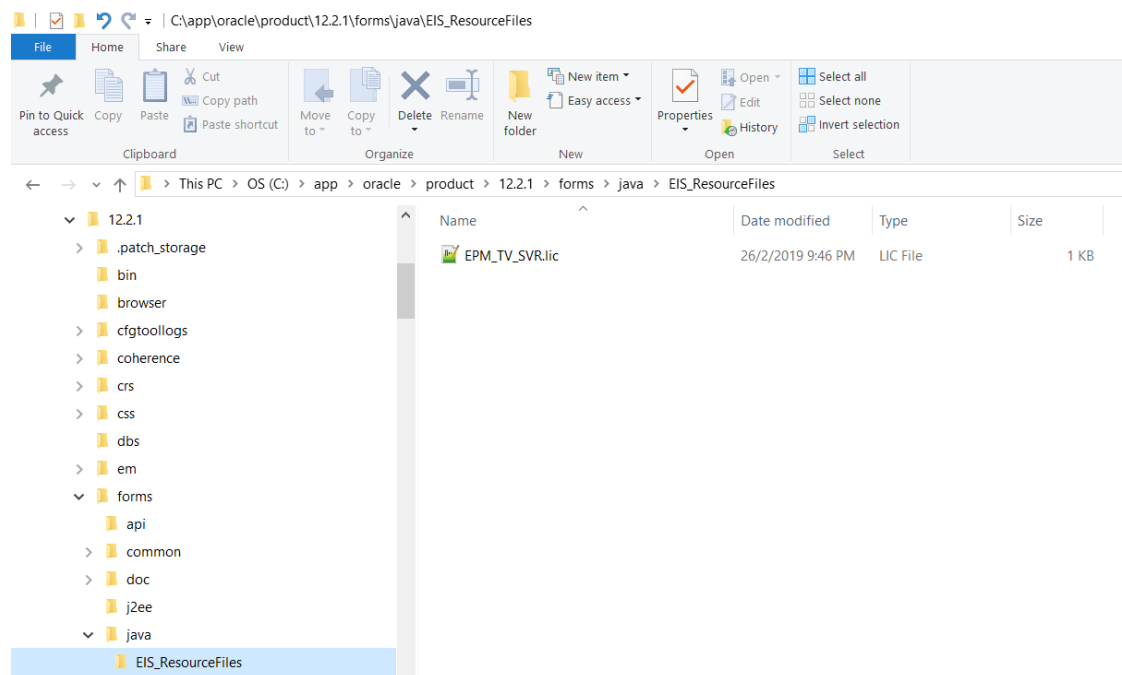 C:\app\oracle\product\12.2.1\forms\java\EIS_ResourceFiles
File Home Share View
Pin to Quick access
Copy
Paste
Cut
Copy path
Paste shortcut
Clipboard
Move to
Copy to
Delete
Rename
Organize
New folder
New item
Easy access
New
Properties
Open
Edit
History
Open
Select all
Select none
Invert selection
Select
This PC > OS (C:) > app > oracle > product > 12.2.1 > forms > java > EIS_ResourceFiles
12.2.1
.patch_storage
bin
browser
cfgtoollogs
coherence
crs
css
dbs
em
forms
api
common
doc
j2ee
java
EIS_ResourceFiles
Name Date modified Type Size
EPM_TV_SVR.lic 26/2/2019 9:46 PM LIC File 1 KB